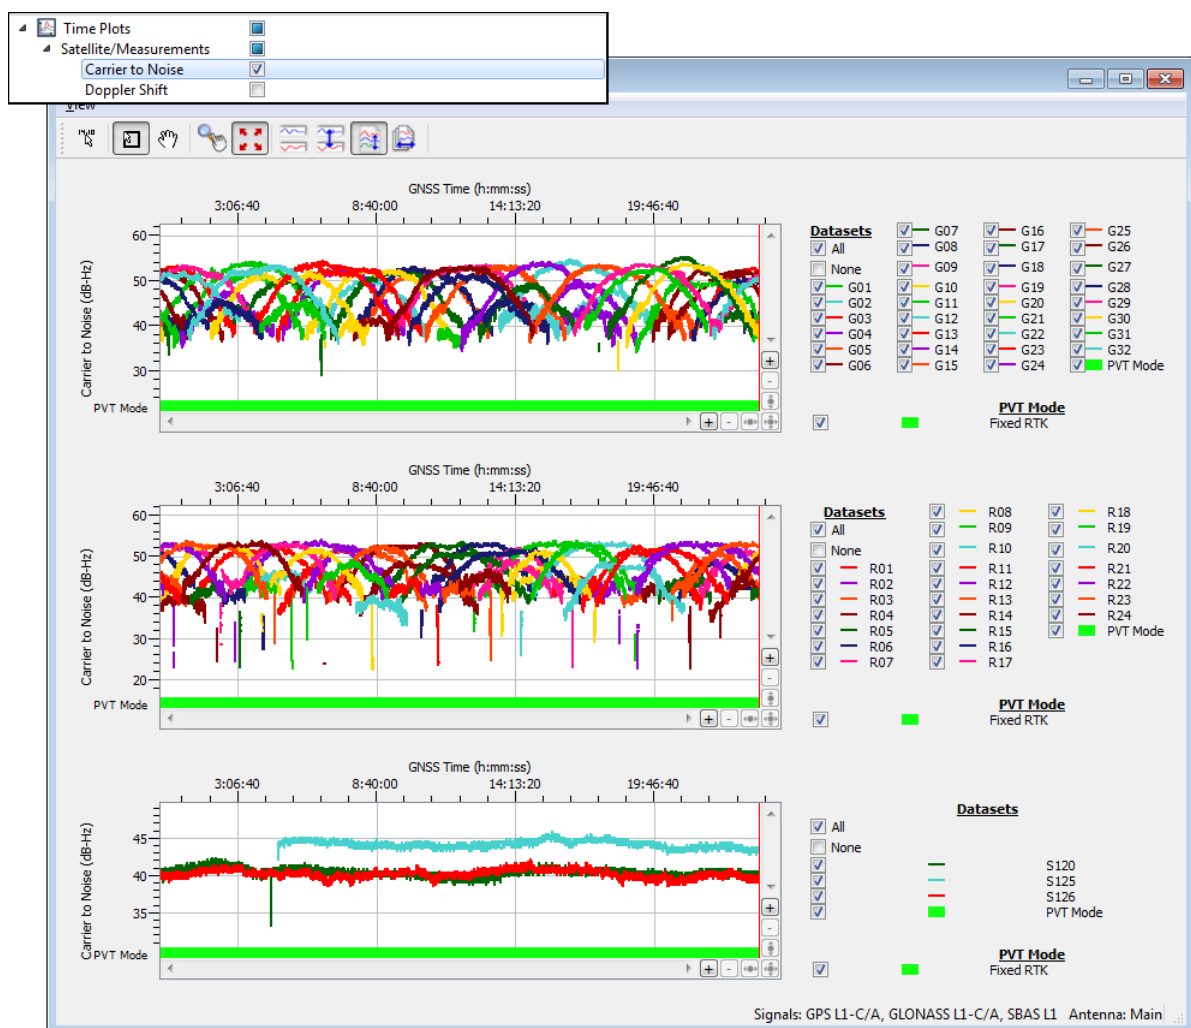 Time Plots
Satellite/Measurements
Carrier to Noise
Doppler Shift
View
GNSS Time (h:mm:ss)
3:06:40 8:40:00 14:13:20 19:46:40
60
50
40
30
Carrier to Noise (dB-Hz)
PVT Mode
Datasets
All
None
G01
G02
G03
G04
G05
G06
G07
G08
G09
G10
G11
G12
G13
G14
G15
G16
G17
G18
G19
G20
G21
G22
G23
G24
G25
G26
G27
G28
G29
G30
G31
G32
PVT Mode
PVT Mode
Fixed RTK
GNSS Time (h:mm:ss)
3:06:40 8:40:00 14:13:20 19:46:40
60
50
40
30
20
Carrier to Noise (dB-Hz)
PVT Mode
Datasets
All
None
R01
R02
R03
R04
R05
R06
R07
R08
R09
R10
R11
R12
R13
R14
R15
R16
R17
R18
R19
R20
R21
R22
R23
R24
PVT Mode
PVT Mode
Fixed RTK
GNSS Time (h:mm:ss)
3:06:40 8:40:00 14:13:20 19:46:40
45
40
35
Carrier to Noise (dB-Hz)
PVT Mode
Datasets
All
None
S120
S125
S126
PVT Mode
PVT Mode
Fixed RTK
Signals: GPS L1-C/A, GLONASS L1-C/A, SBAS L1 Antenna: Main